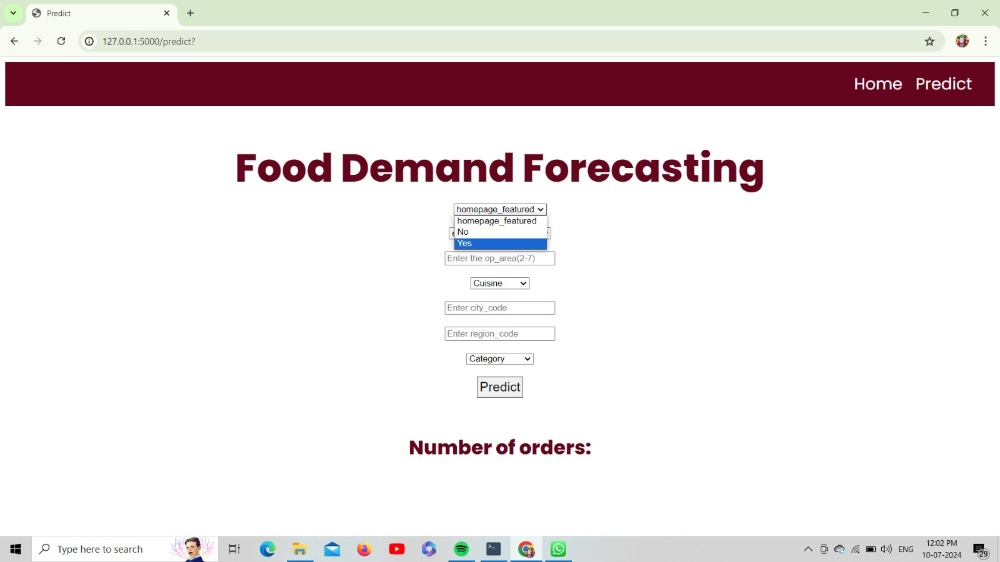 Predict
127.0.0.1:5000/predict?
Home Predict
Food Demand Forecasting
homepage_featured
homepage_featured
No
Yes
Enter the op_area(2-7)
Cuisine
Enter city_code
Enter region_code
Category
Predict
Number of orders:
Type here to search
ENG
12:02 PM
10-07-2024
29